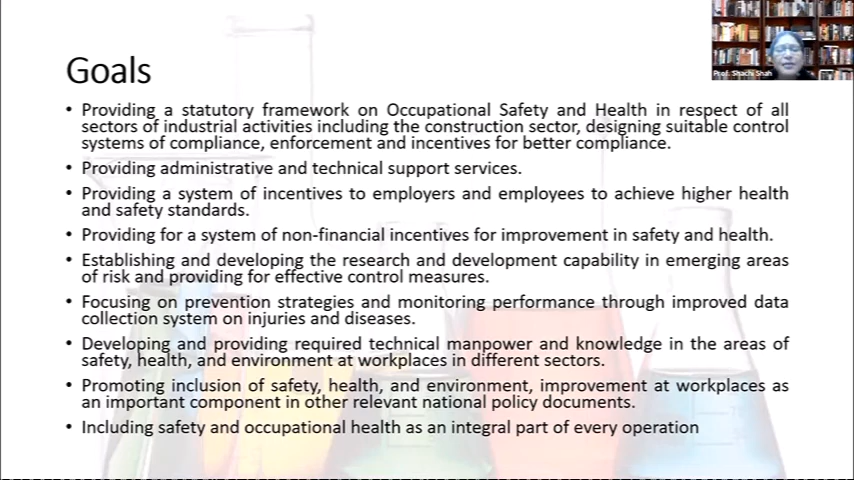 Prof. Shachi Shah
Goals
• Providing a statutory framework on Occupational Safety and Health in respect of all
sectors of industrial activities including the construction sector, designing suitable control
systems of compliance, enforcement and incentives for better compliance.
• Providing administrative and technical support services.
• Providing a system of incentives to employers and employees to achieve higher health
and safety standards.
• Providing for a system of non-financial incentives for improvement in safety and health.
• Establishing and developing the research and development capability in emerging areas
of risk and providing for effective control measures.
• Focusing on prevention strategies and monitoring performance through improved data
collection system on injuries and diseases.
• Developing and providing required technical manpower and knowledge in the areas of
safety, health, and environment at workplaces in different sectors.
• Promoting inclusion of safety, health, and environment, improvement at workplaces as
an important component in other relevant national policy documents.
• Including safety and occupational health as an integral part of every operation